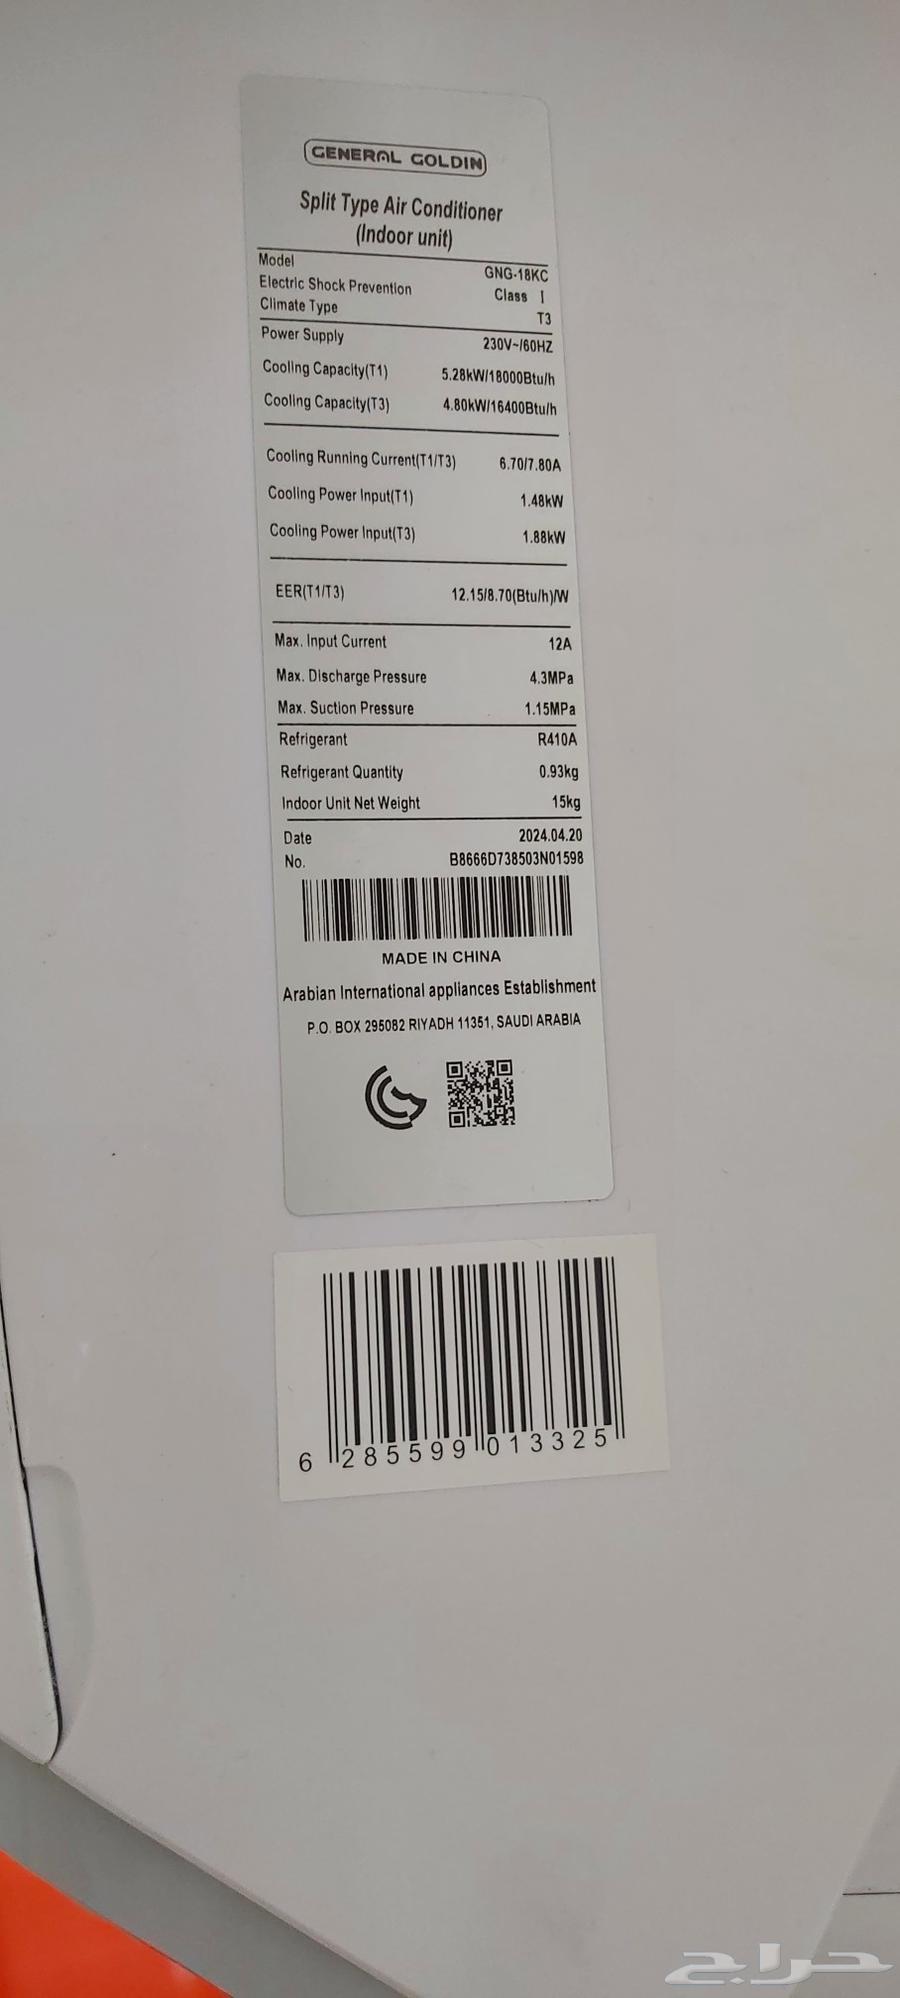 GENERAL GOLDIN
Split Type Air Conditioner
(Indoor unit)
Model GNG-18KC
Electric Shock Prevention Class I
Climate Type T3
Power Supply 230V~/60HZ
Cooling Capacity(T1) 5.28kW/18000Btu/h
Cooling Capacity(T3) 4.80kW/16400Btu/h
Cooling Running Current(T1/T3) 6.70/7.80A
Cooling Power Input(T1) 1.48kW
Cooling Power Input(T3) 1.88kW
EER(T1/T3) 12.15/8.70(Btu/h)/W
Max. Input Current 12A
Max. Discharge Pressure 4.3MPa
Max. Suction Pressure 1.15MPa
Refrigerant R410A
Refrigerant Quantity 0.93kg
Indoor Unit Net Weight 15kg
Date 2024.04.20
No. B8666D738503N01598
MADE IN CHINA
Arabian International appliances Establishment
P.O. BOX 295082 RIYADH 11351, SAUDI ARABIA
6 285599 013325
حراج